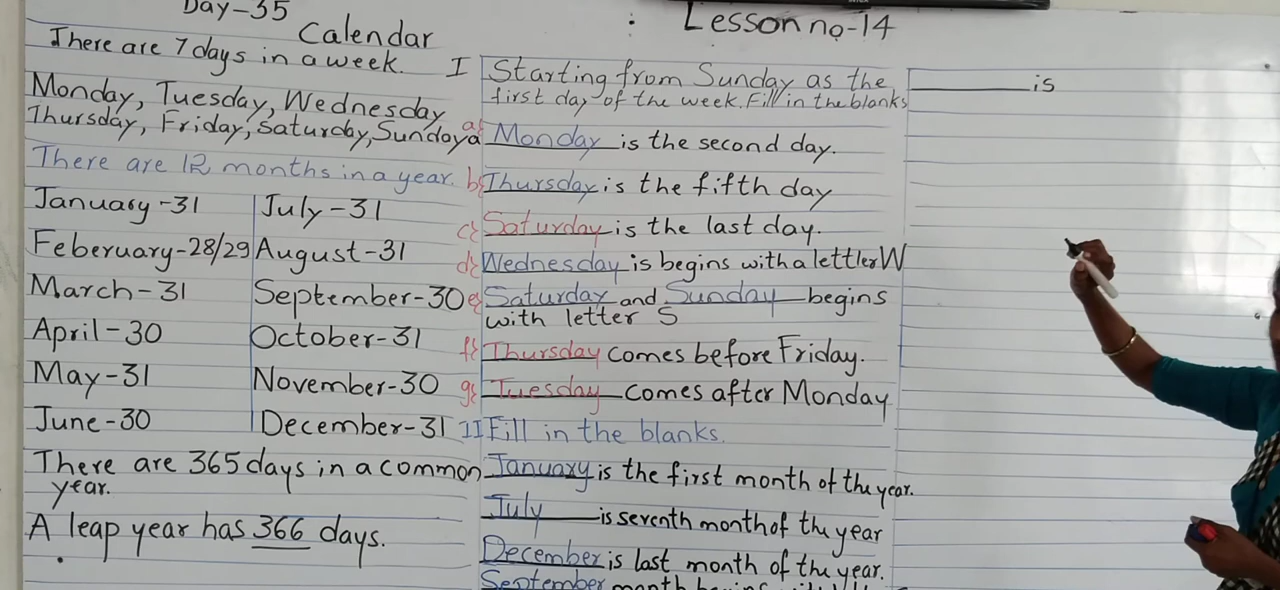 Day-35
Calendar : Lesson no-14
There are 7 days in a week.
Monday, Tuesday, Wednesday
Thursday, Friday, Saturday, Sunday
There are 12 months in a year.
January-31 July-31
Feberuary-28/29 August-31
March-31 September-30
April-30 October-31
May-31 November-30
June-30 December-31
There are 365 days in a common
year.
A leap year has 366 days.
I Starting from Sunday as the
first day of the week. Fill in the blanks
a} Monday is the second day.
b} Thursday is the fifth day
c} Saturday is the last day.
d} Wednesday is begins with a lettler W
e} Saturday and Sunday begins
with letter S
f} Thursday comes before Friday.
g} Tuesday comes after Monday
II Fill in the blanks.
January is the first month of the year.
July is seventh month of the year
December is last month of the year.
September month
is